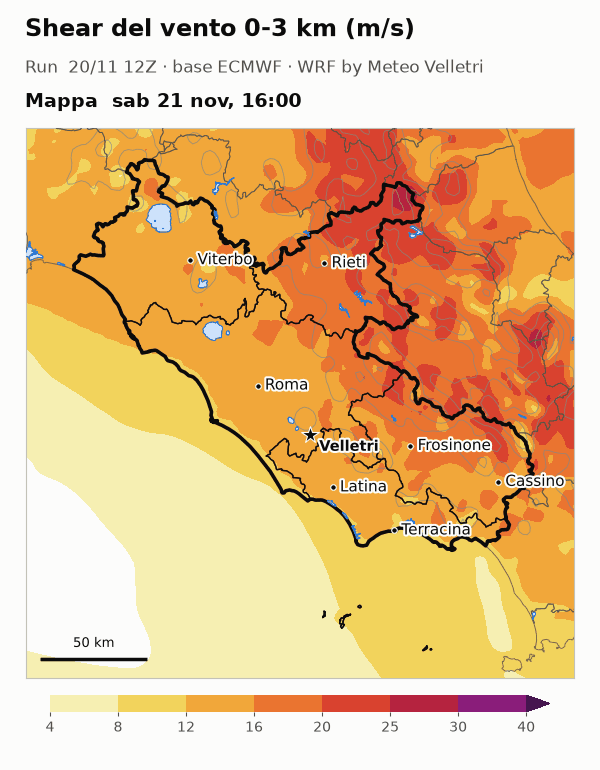 Shear del vento 0-3 km (m/s)
Run  20/11 12Z · base ECMWF · WRF by Meteo Velletri
Mappa  sab 21 nov, 16:00
Viterbo
Rieti
Roma
Velletri
Frosinone
Cassino
Latina
Terracina
50 km
4 8 12 16 20 25 30 40